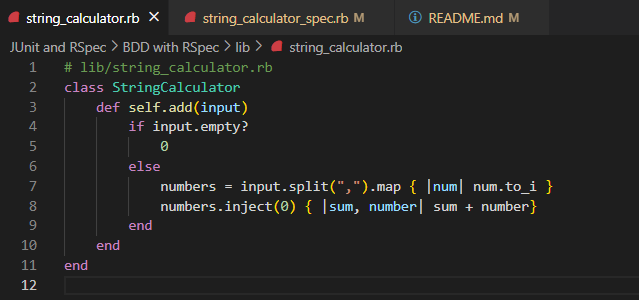 string_calculator.rb × string_calculator_spec.rb M README.md M
JUnit and RSpec > BDD with RSpec > lib > string_calculator.rb
1 # lib/string_calculator.rb
2 class StringCalculator
3     def self.add(input)
4         if input.empty?
5             0
6         else
7             numbers = input.split(",").map { |num| num.to_i }
8             numbers.inject(0) { |sum, number| sum + number}
9         end
10     end
11 end
12